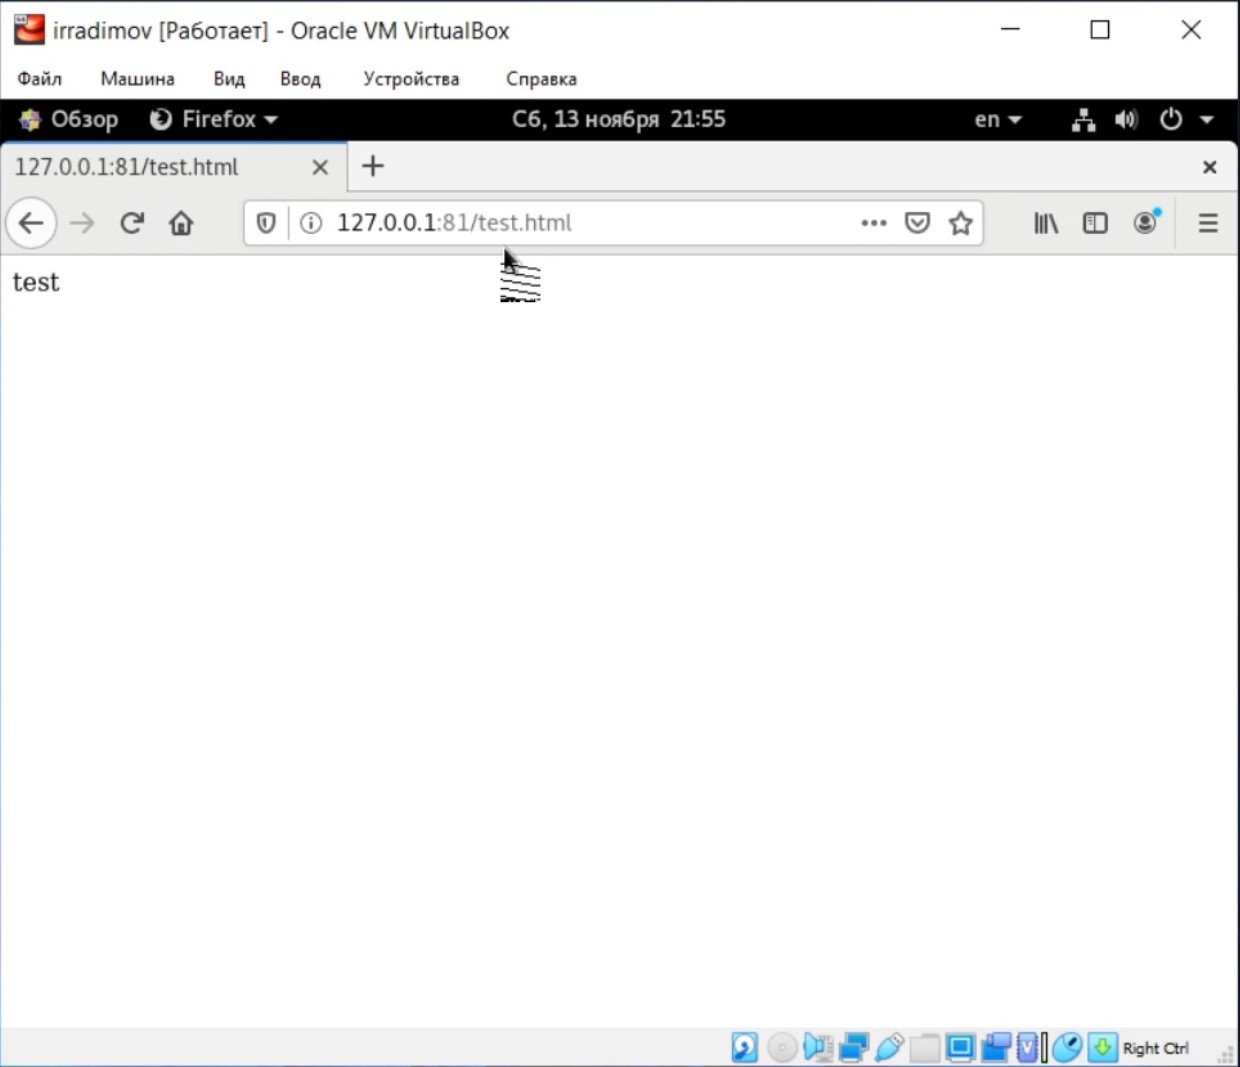 irradimov [Работает] - Oracle VM VirtualBox
Файл Машина Вид Ввод Устройства Справка
Обзор Firefox Сб, 13 ноября 21:55 en
127.0.0.1:81/test.html
127.0.0.1:81/test.html
test
Right Ctrl